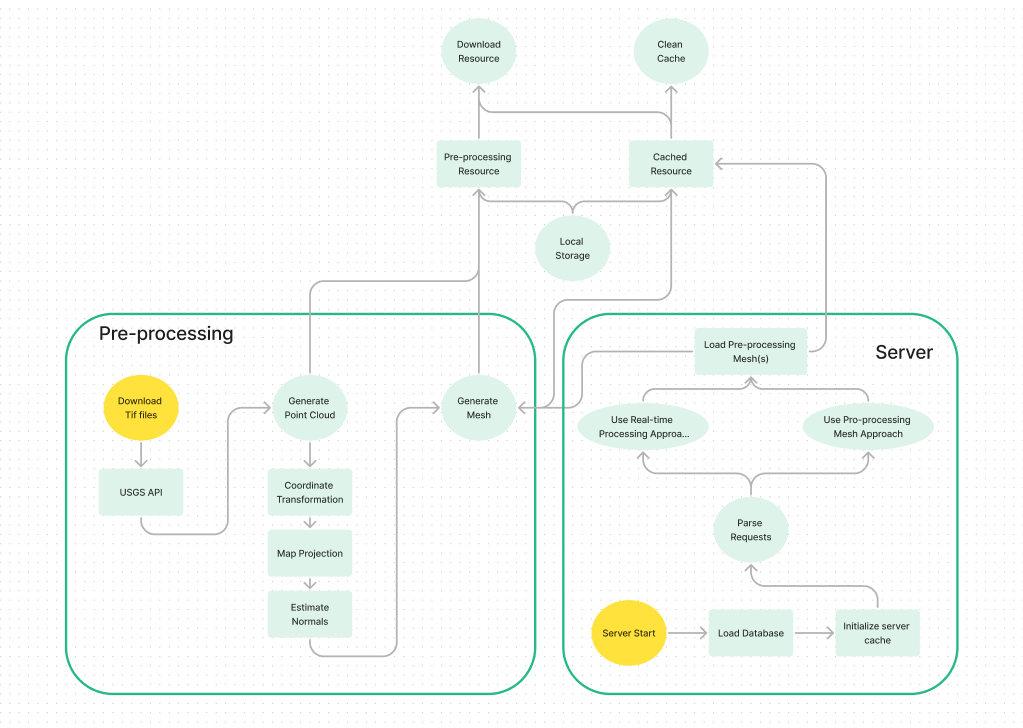 Download
Resource
Clean
Cache
Pre-processing
Resource
Cached
Resource
Local
Storage
Pre-processing
Download
Tif files
USGS API
Generate
Point Cloud
Coordinate
Transformation
Map Projection
Estimate
Normals
Generate
Mesh
Server
Load Pre-processing
Mesh(s)
Use Real-time
Processing Approa...
Use Pro-processing
Mesh Approach
Parse
Requests
Server Start
Load Database
Initialize server
cache